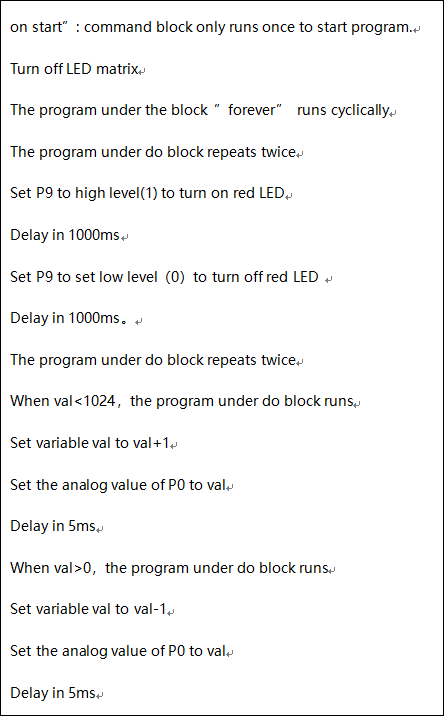 on start”：command block only runs once to start program.↵
Turn off LED matrix↵
The program under the block “forever” runs cyclically↵
The program under do block repeats twice↵
Set P9 to high level(1) to turn on red LED↵
Delay in 1000ms↵
Set P9 to set low level（0）to turn off red LED ↵
Delay in 1000ms。↵
The program under do block repeats twice↵
When val<1024，the program under do block runs↵
Set variable val to val+1↵
Set the analog value of P0 to val↵
Delay in 5ms↵
When val>0，the program under do block runs↵
Set variable val to val-1↵
Set the analog value of P0 to val↵
Delay in 5ms↵